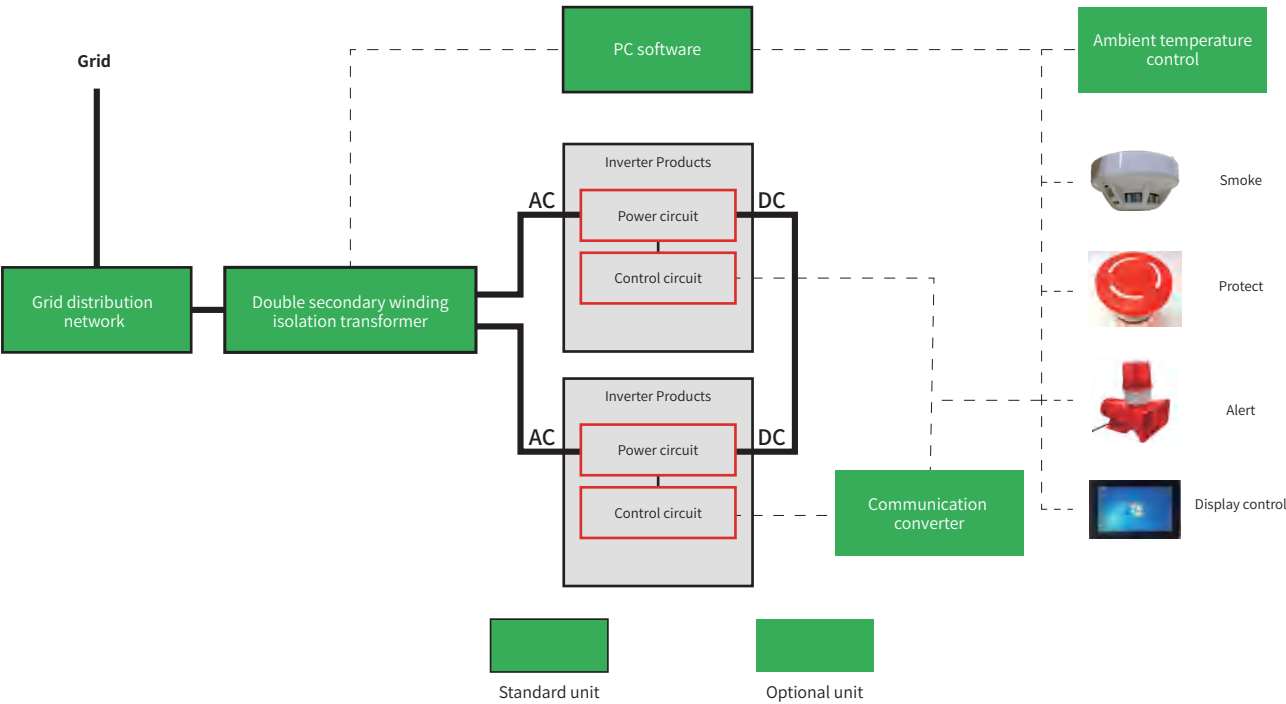 Grid
PC software
Ambient temperature
control
Inverter Products
Smoke
AC
DC
Power circuit
Control circuit
Protect
Grid distribution
network
Double secondary winding
isolation transformer
Inverter Products
Alert
AC
DC
Power circuit
Control circuit
Communication
converter
Display control
Standard unit
Optional unit